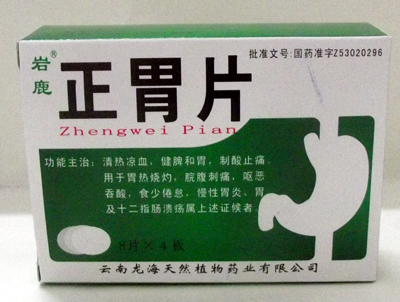 批准文号:国药准字Z53020296
岩鹿®
正胃片
Zhengwei Pian
功能主治:清热凉血、健脾和胃,制酸止痛。
用于胃热烧灼,脘腹刺痛,呕恶
吞酸,食少倦怠,慢性胃炎、胃
及十二指肠溃疡属上述证候者。
8片×4板
云南龙海天然植物药业有限公司